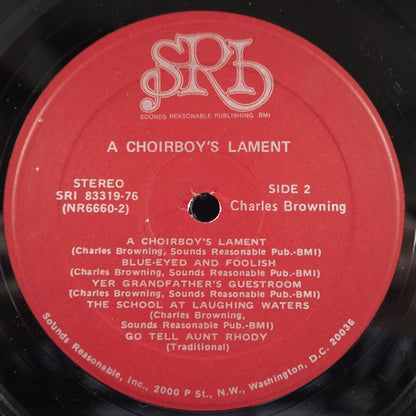 SRI
SOUNDS REASONABLE PUBLISHING BMI
A CHOIRBOY'S LAMENT
STEREO
SRI 83319-76
(NR6660-2)
SIDE 2
Charles Browning
A CHOIRBOY'S LAMENT
(Charles Browning, Sounds Reasonable Pub.-BMI)
BLUE-EYED AND FOOLISH
(Charles Browning, Sounds Reasonable Pub.-BMI)
YER GRANDFATHER'S GUESTROOM
(Charles Browning, Sounds Reasonable Pub.-BMI)
THE SCHOOL AT LAUGHING WATERS
(Charles Browning,
Sounds Reasonable Pub.-BMI)
GO TELL AUNT RHODY
(Traditional)
Sounds Reasonable, Inc., 2000 P St., N.W., Washington, D.C. 20036